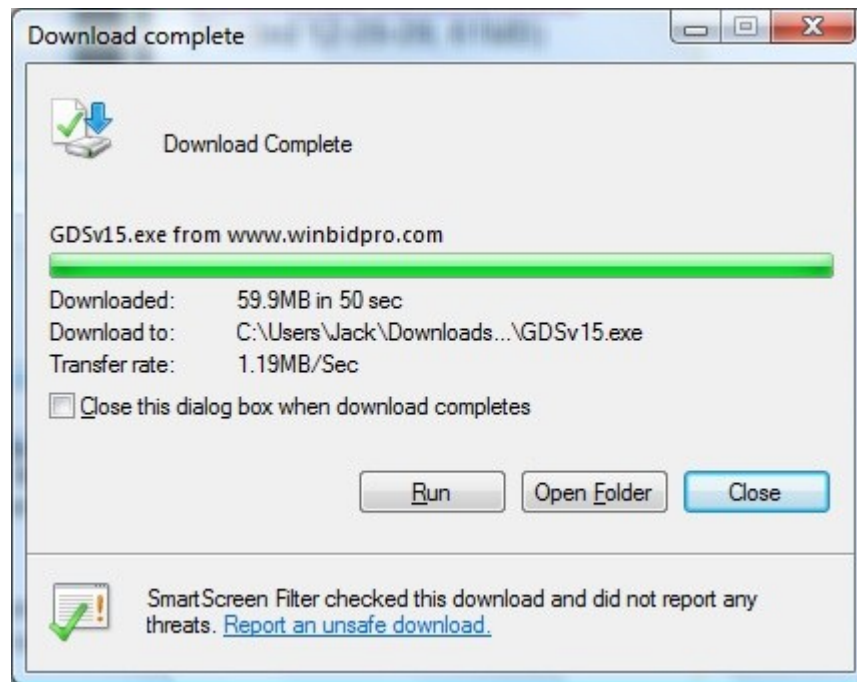 Download complete
Download Complete
GDSv15.exe from www.winbidpro.com
Downloaded: 59.9MB in 50 sec
Download to: C:\Users\Jack\Downloads...\GDSv15.exe
Transfer rate: 1.19MB/Sec
Close this dialog box when download completes
Run Open Folder Close
SmartScreen Filter checked this download and did not report any
threats. Report an unsafe download.